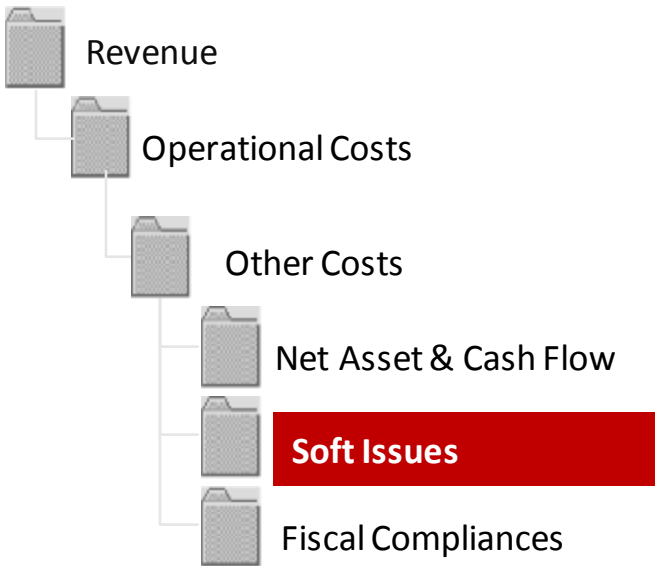 Revenue
Operational Costs
Other Costs
Net Asset & Cash Flow
Soft Issues
Fiscal Compliances